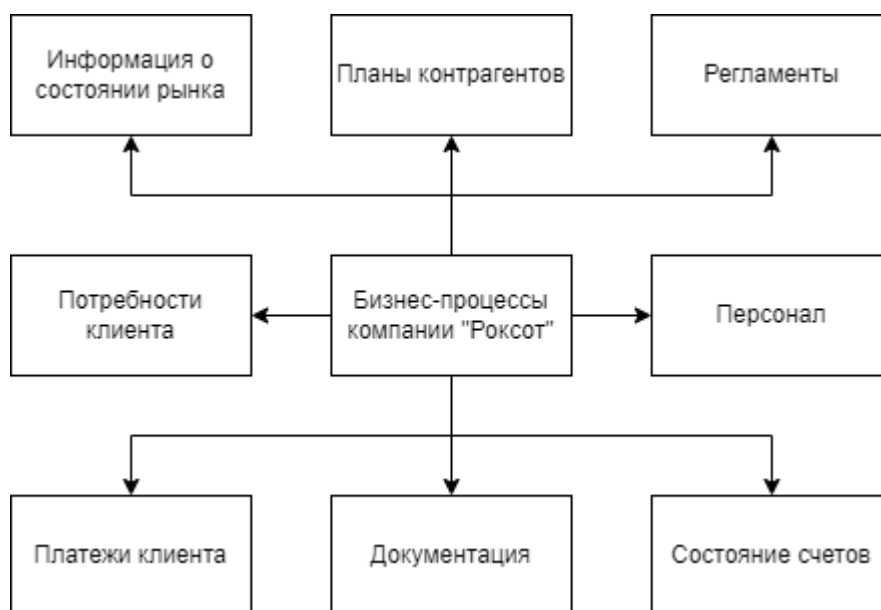 Информация о
состоянии рынка
Планы контрагентов
Регламенты
Потребности
клиента
Бизнес-процессы
компании "Роксот"
Персонал
Платежи клиента
Документация
Состояние счетов